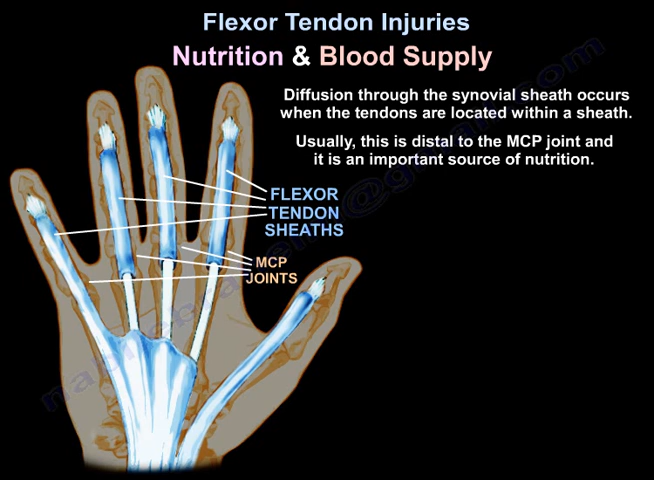 Flexor Tendon Injuries
Nutrition & Blood Supply
Diffusion through the synovial sheath occurs
when the tendons are located within a sheath.
Usually, this is distal to the MCP joint and
it is an important source of nutrition.
FLEXOR
TENDON
SHEATHS
MCP
JOINTS